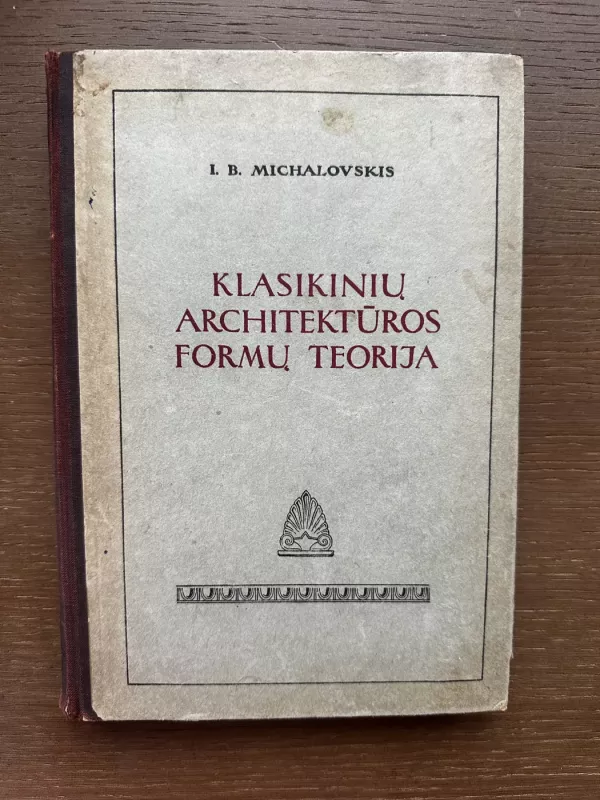 I. B. MICHALOVSKIS
KLASIKINIŲ
ARCHITEKTŪROS
FORMŲ TEORIJA